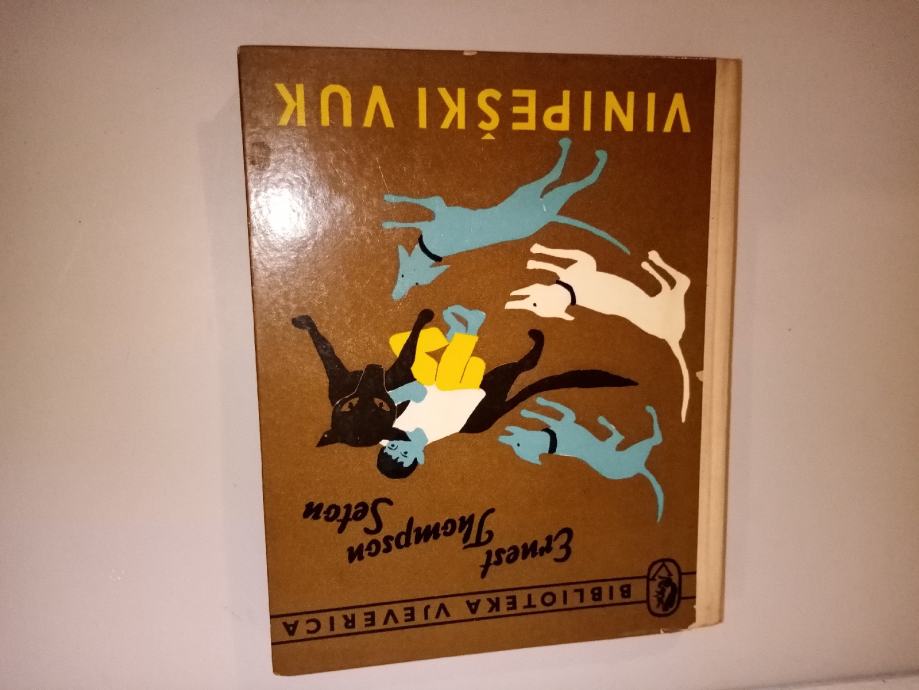 BIBLIOTEKA VJEVERICA
Ernest
Thompson
Seton
VINIPEŠKI VUK